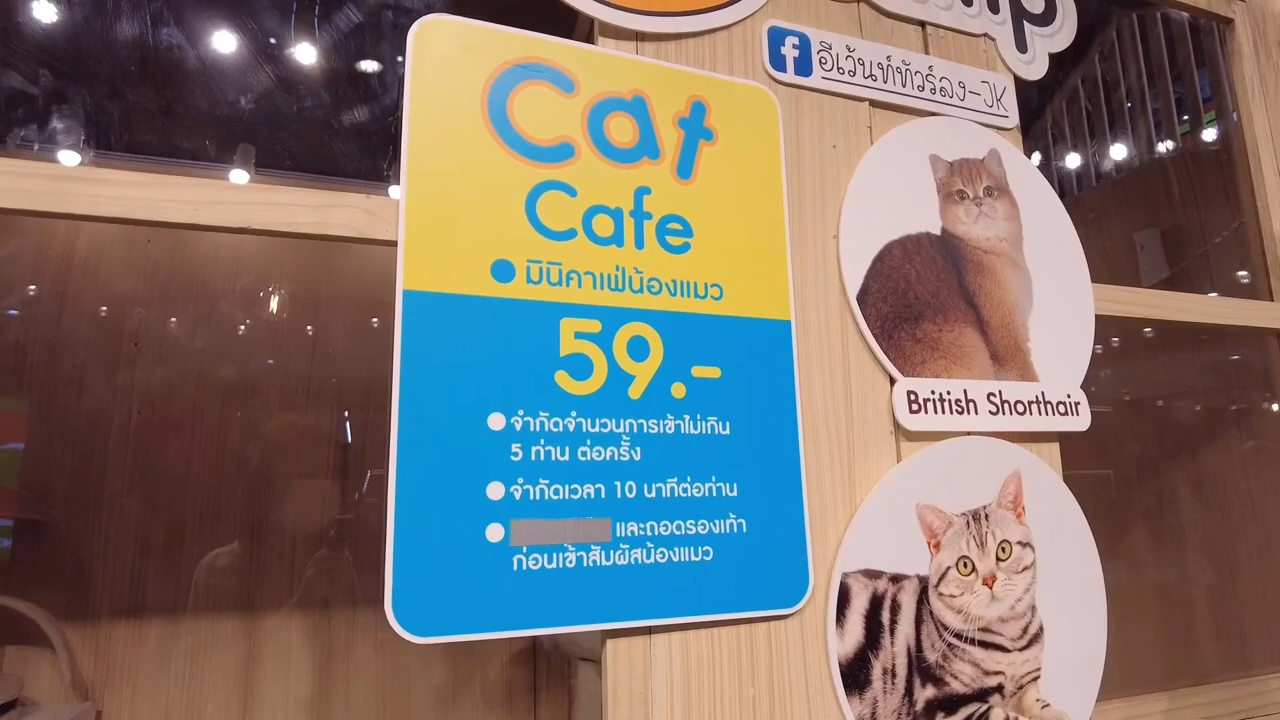 อีเว้นท์ทัวร์ลง-JK
Cat
Cafe
มินิคาเฟ่น้องแมว
59.-
จำกัดจำนวนการเข้าไม่เกิน
5 ท่าน ต่อครั้ง
จำกัดเวลา 10 นาทีต่อท่าน
และถอดรองเท้า
ก่อนเข้าสัมผัสน้องแมว
British Shorthair